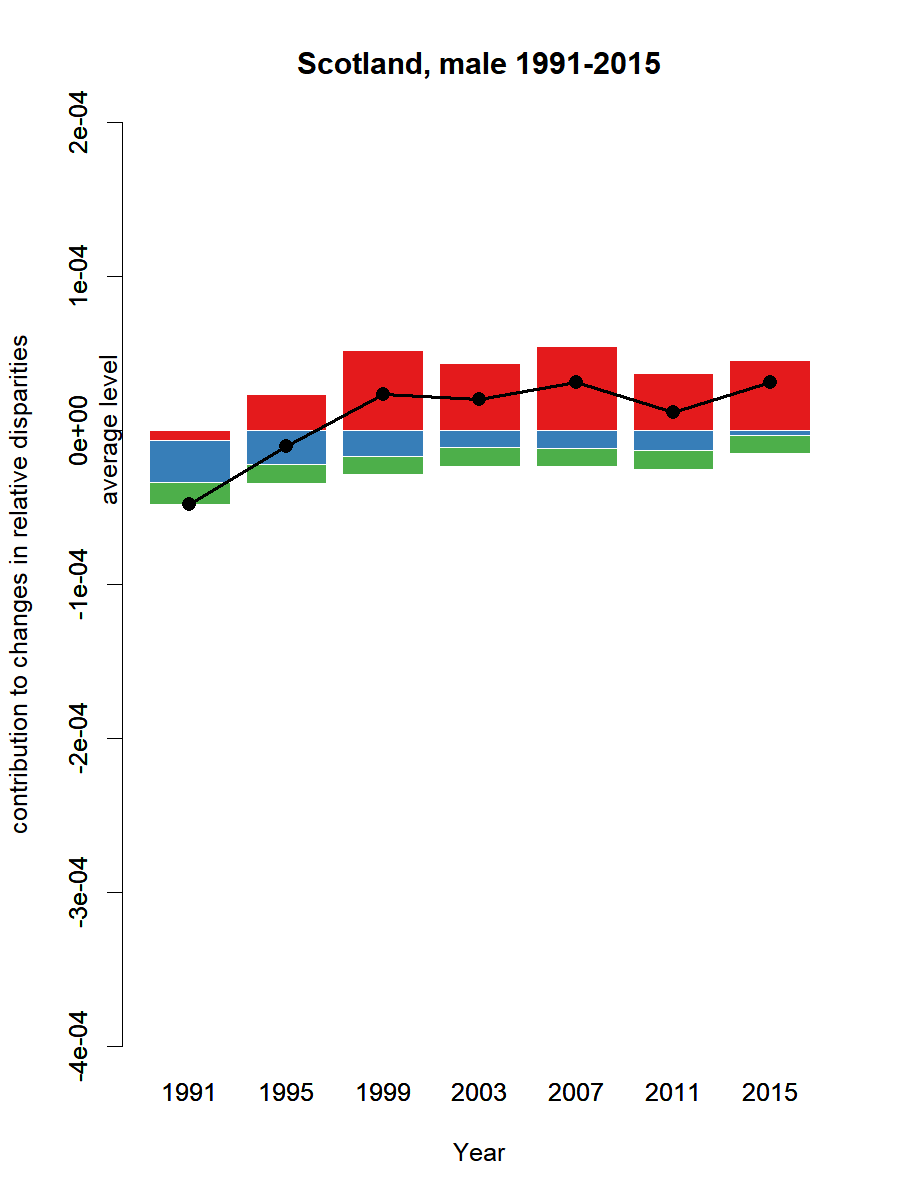 Scotland, male 1991-2015
contribution to changes in relative disparities
average level
2e-04
1e-04
0e+00
-1e-04
-2e-04
-3e-04
-4e-04
1991 1995 1999 2003 2007 2011 2015
Year